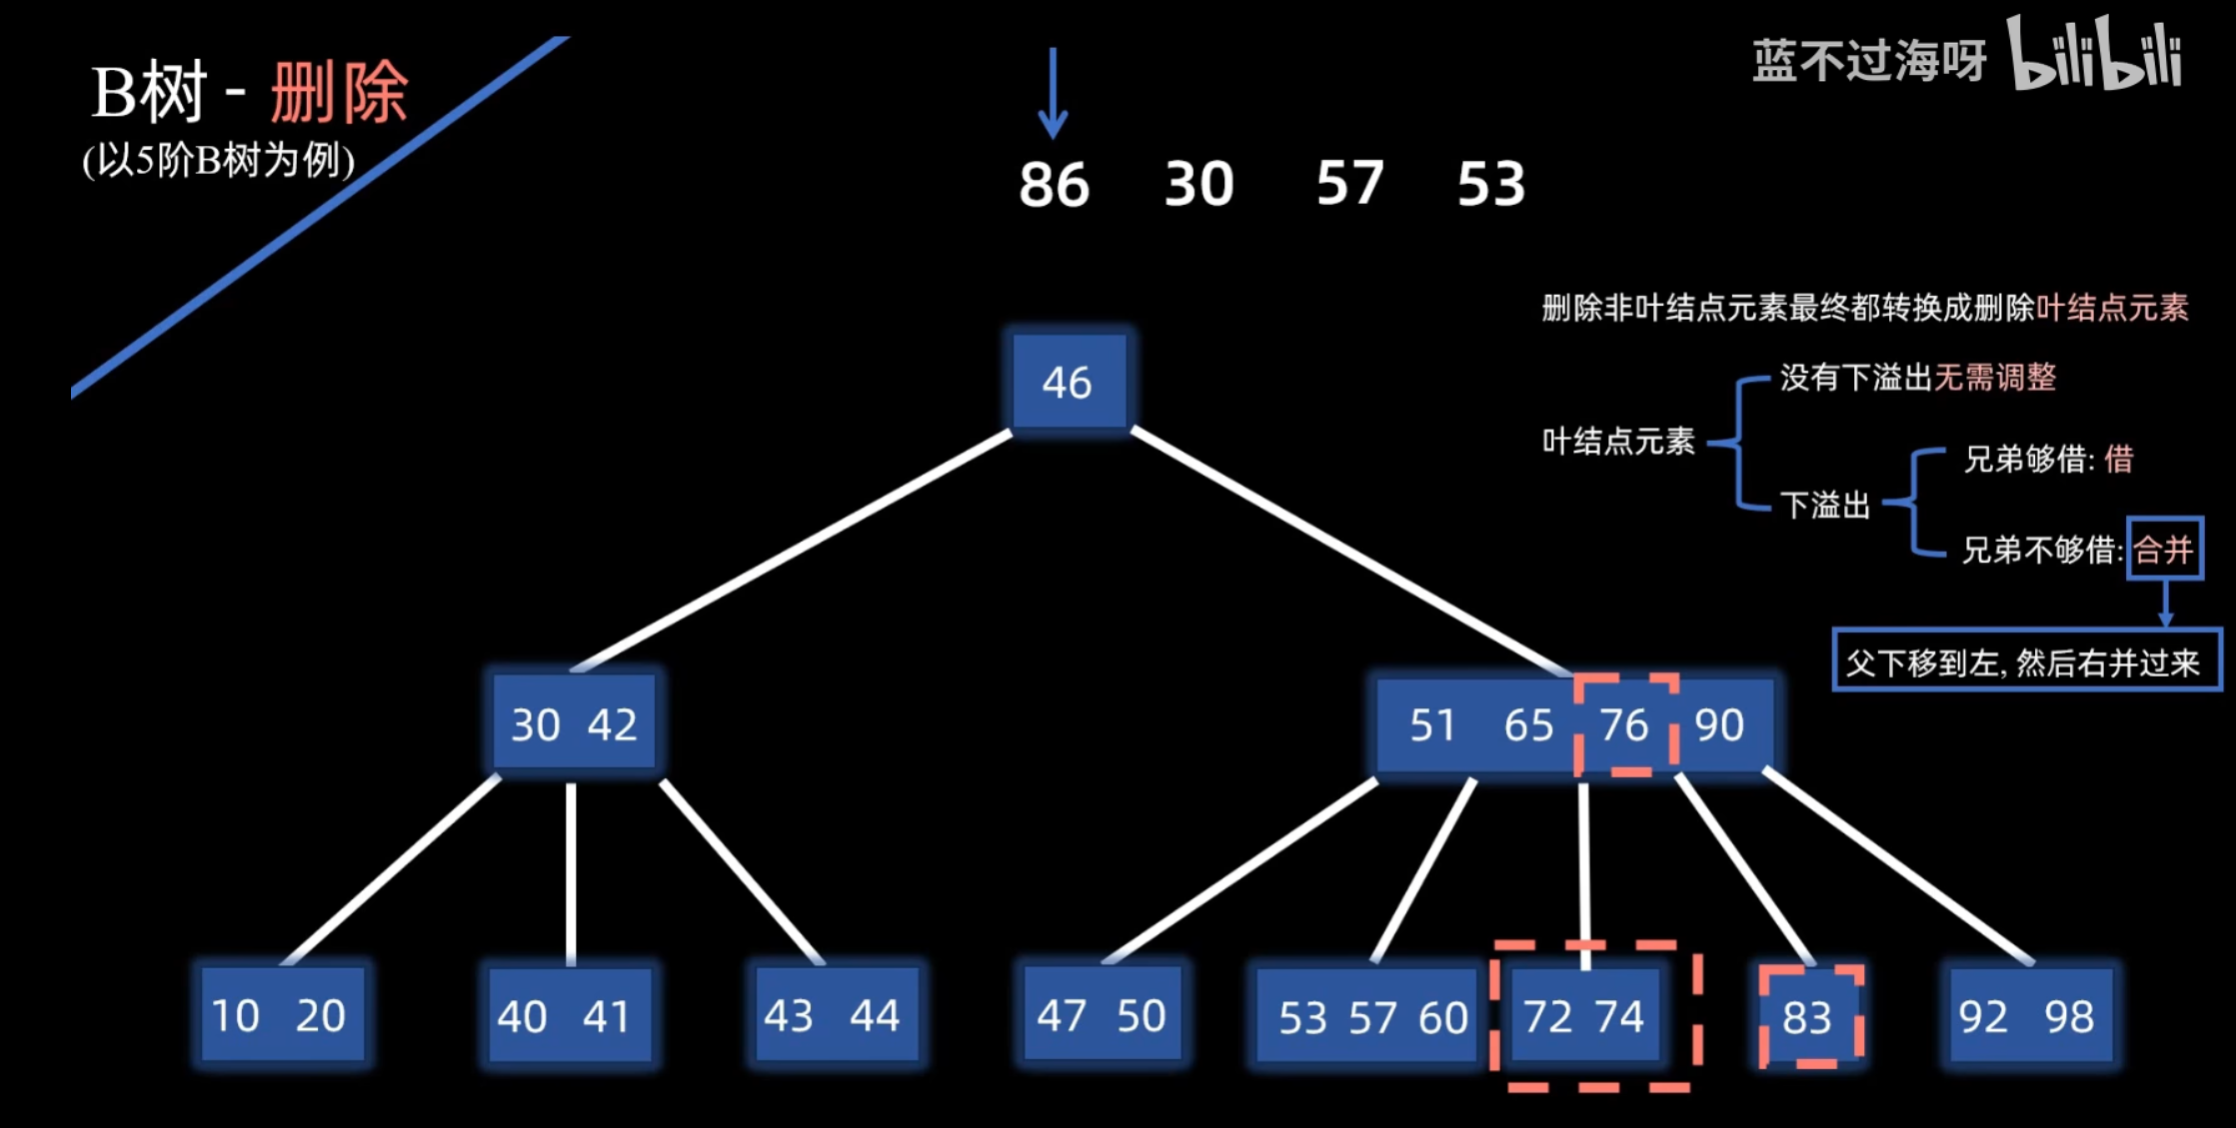 B树 - 删除
(以5阶B树为例)
蓝不过海呀 bilibili
86 30 57 53
删除非叶结点元素最终都转换成删除叶结点元素
没有下溢出无需调整
叶结点元素
兄弟够借: 借
下溢出
兄弟不够借: 合并
父下移到左, 然后右并过来
46
30 42
51 65 76 90
10 20
40 41
43 44
47 50
53 57 60
72 74
83
92 98